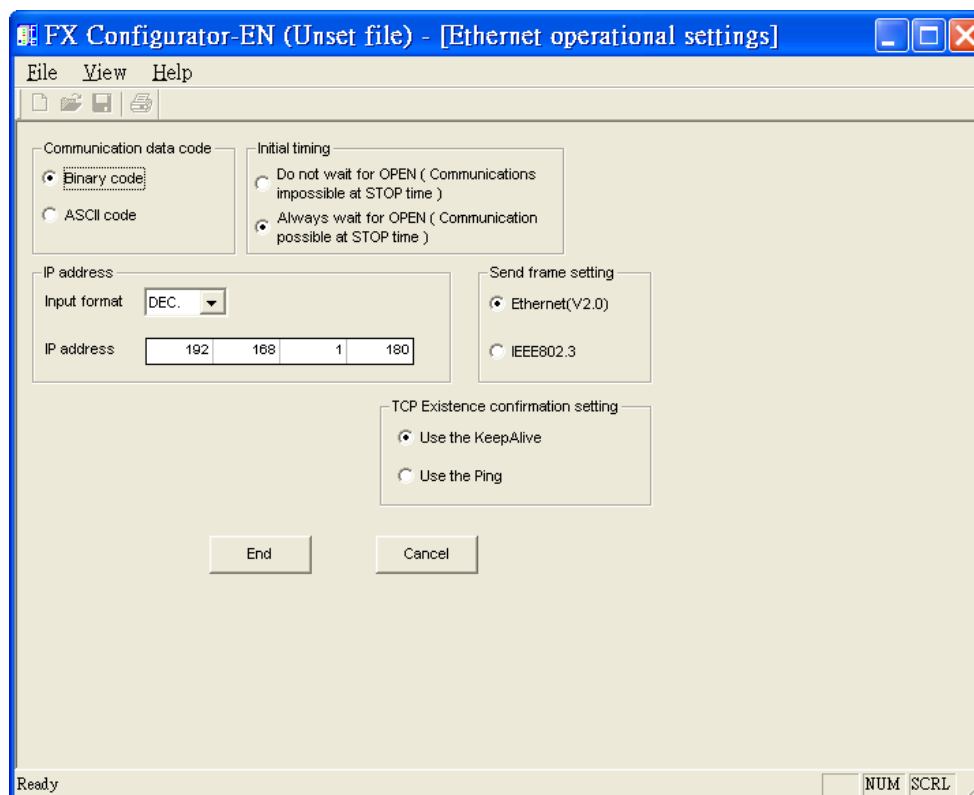 FX Configurator-EN (Unset file) - [Ethernet operational settings]
File View Help
Communication data code
Binary code
ASCII code
Initial timing
Do not wait for OPEN ( Communications
impossible at STOP time )
Always wait for OPEN ( Communication
possible at STOP time )
IP address
Input format DEC.
IP address 192 168 1 180
Send frame setting
Ethernet(V2.0)
IEEE802.3
TCP Existence confirmation setting
Use the KeepAlive
Use the Ping
End Cancel
Ready NUM SCRL